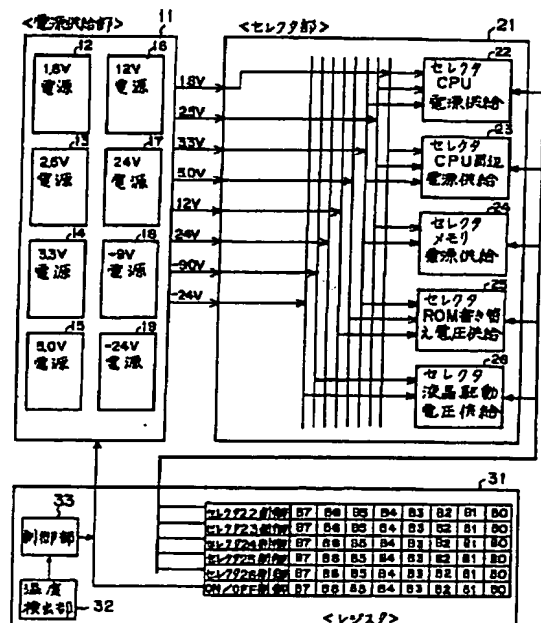 <電源供給部>
11
12
1.8V
電源
16
12V
電源
13
2.5V
電源
17
24V
電源
14
3.3V
電源
18
-9V
電源
15
5.0V
電源
19
-24V
電源
1.8V
2.5V
3.3V
5.0V
12V
24V
-90V
-24V
<セレクタ部>
21
22
セレクタ
CPU
電源供給
23
セレクタ
CPU周辺
電源供給
24
セレクタ
メモリ
電源供給
25
セレクタ
ROM書き替
え電圧供給
26
セレクタ
液晶駆動
電圧供給
31
33
制御部
温度
検出部
32
セレクタ22制御 B7 B6 B5 B4 B3 B2 B1 B0
セレクタ23制御 B7 B6 B5 B4 B3 B2 B1 B0
セレクタ24制御 B7 B6 B5 B4 B3 B2 B1 B0
セレクタ25制御 B7 B6 B5 B4 B3 B2 B1 B0
セレクタ26制御 B7 B6 B5 B4 B3 B2 B1 B0
ON/OFF制御 B7 B6 B5 B4 B3 B2 B1 B0
<レジスタ>